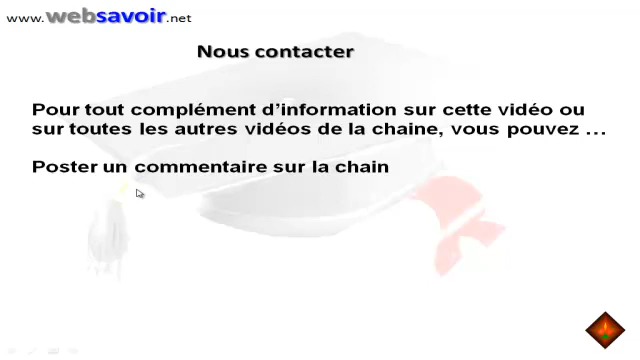 www.websavoir.net
Nous contacter
Pour tout complément d'information sur cette vidéo ou
sur toutes les autres vidéos de la chaine, vous pouvez ...
Poster un commentaire sur la chain